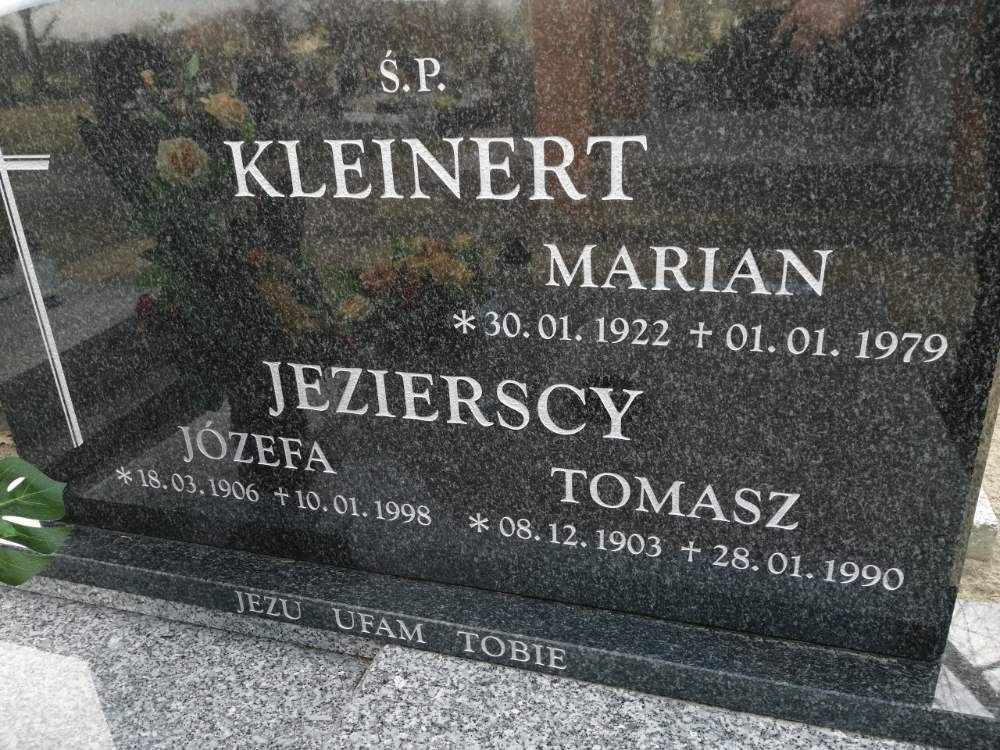 Ś.P.
KLEINERT
MARIAN
* 30.01.1922 + 01.01.1979
JEZIERSCY
JÓZEFA
* 18.03.1906 + 10.01.1998
TOMASZ
* 08.12.1903 + 28.01.1990
JEZU UFAM TOBIE